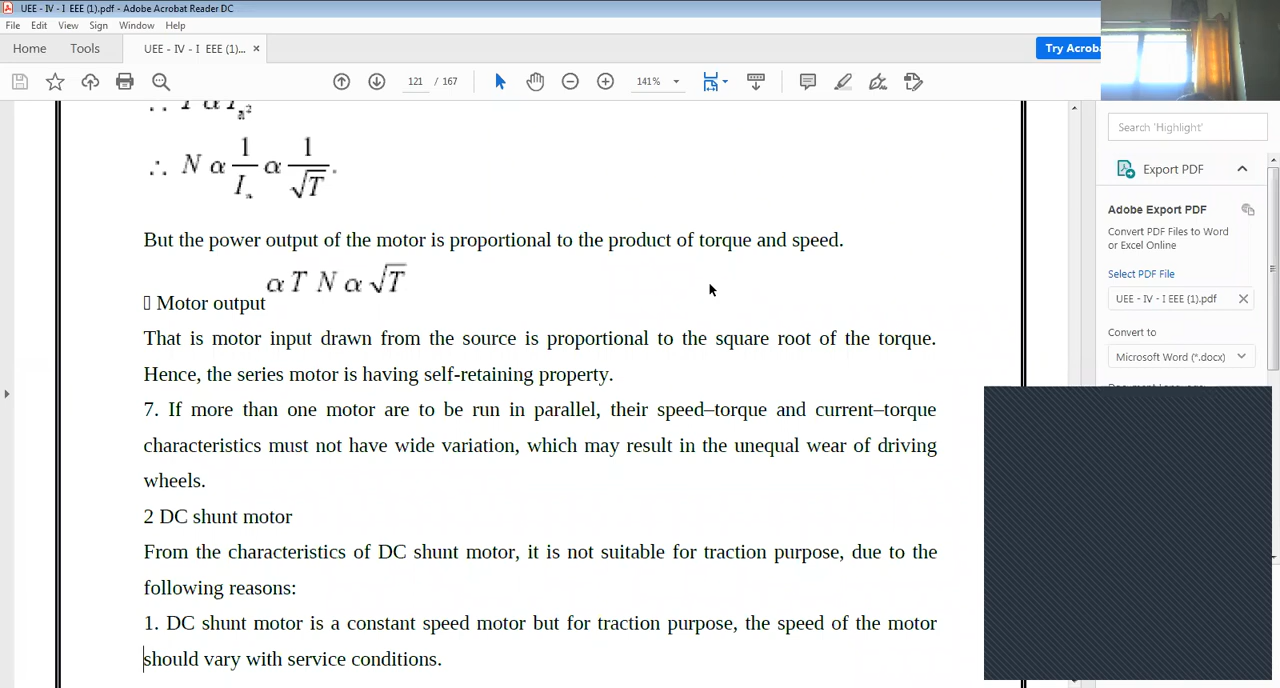 UEE - IV - I EEE (1).pdf - Adobe Acrobat Reader DC
File Edit View Sign Window Help
Home Tools UEE - IV - I EEE (1)... × Try Acroba
121 / 167 141%
∴ T α Iₐ²
∴ N α 1/Iₐ α 1/√T.
But the power output of the motor is proportional to the product of torque and speed.
α T N α √T
▯ Motor output
That is motor input drawn from the source is proportional to the square root of the torque.
Hence, the series motor is having self-retaining property.
7. If more than one motor are to be run in parallel, their speed–torque and current–torque
characteristics must not have wide variation, which may result in the unequal wear of driving
wheels.
2 DC shunt motor
From the characteristics of DC shunt motor, it is not suitable for traction purpose, due to the
following reasons:
1. DC shunt motor is a constant speed motor but for traction purpose, the speed of the motor
should vary with service conditions.
Search 'Highlight'
Export PDF
Adobe Export PDF
Convert PDF Files to Word
or Excel Online
Select PDF File
UEE - IV - I EEE (1).pdf
Convert to
Microsoft Word (*.docx)